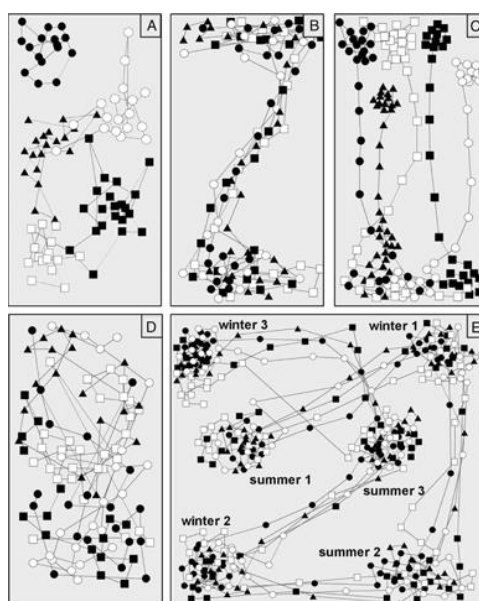 A
B
C
D
E
winter 3
winter 1
summer 1
summer 3
winter 2
summer 2